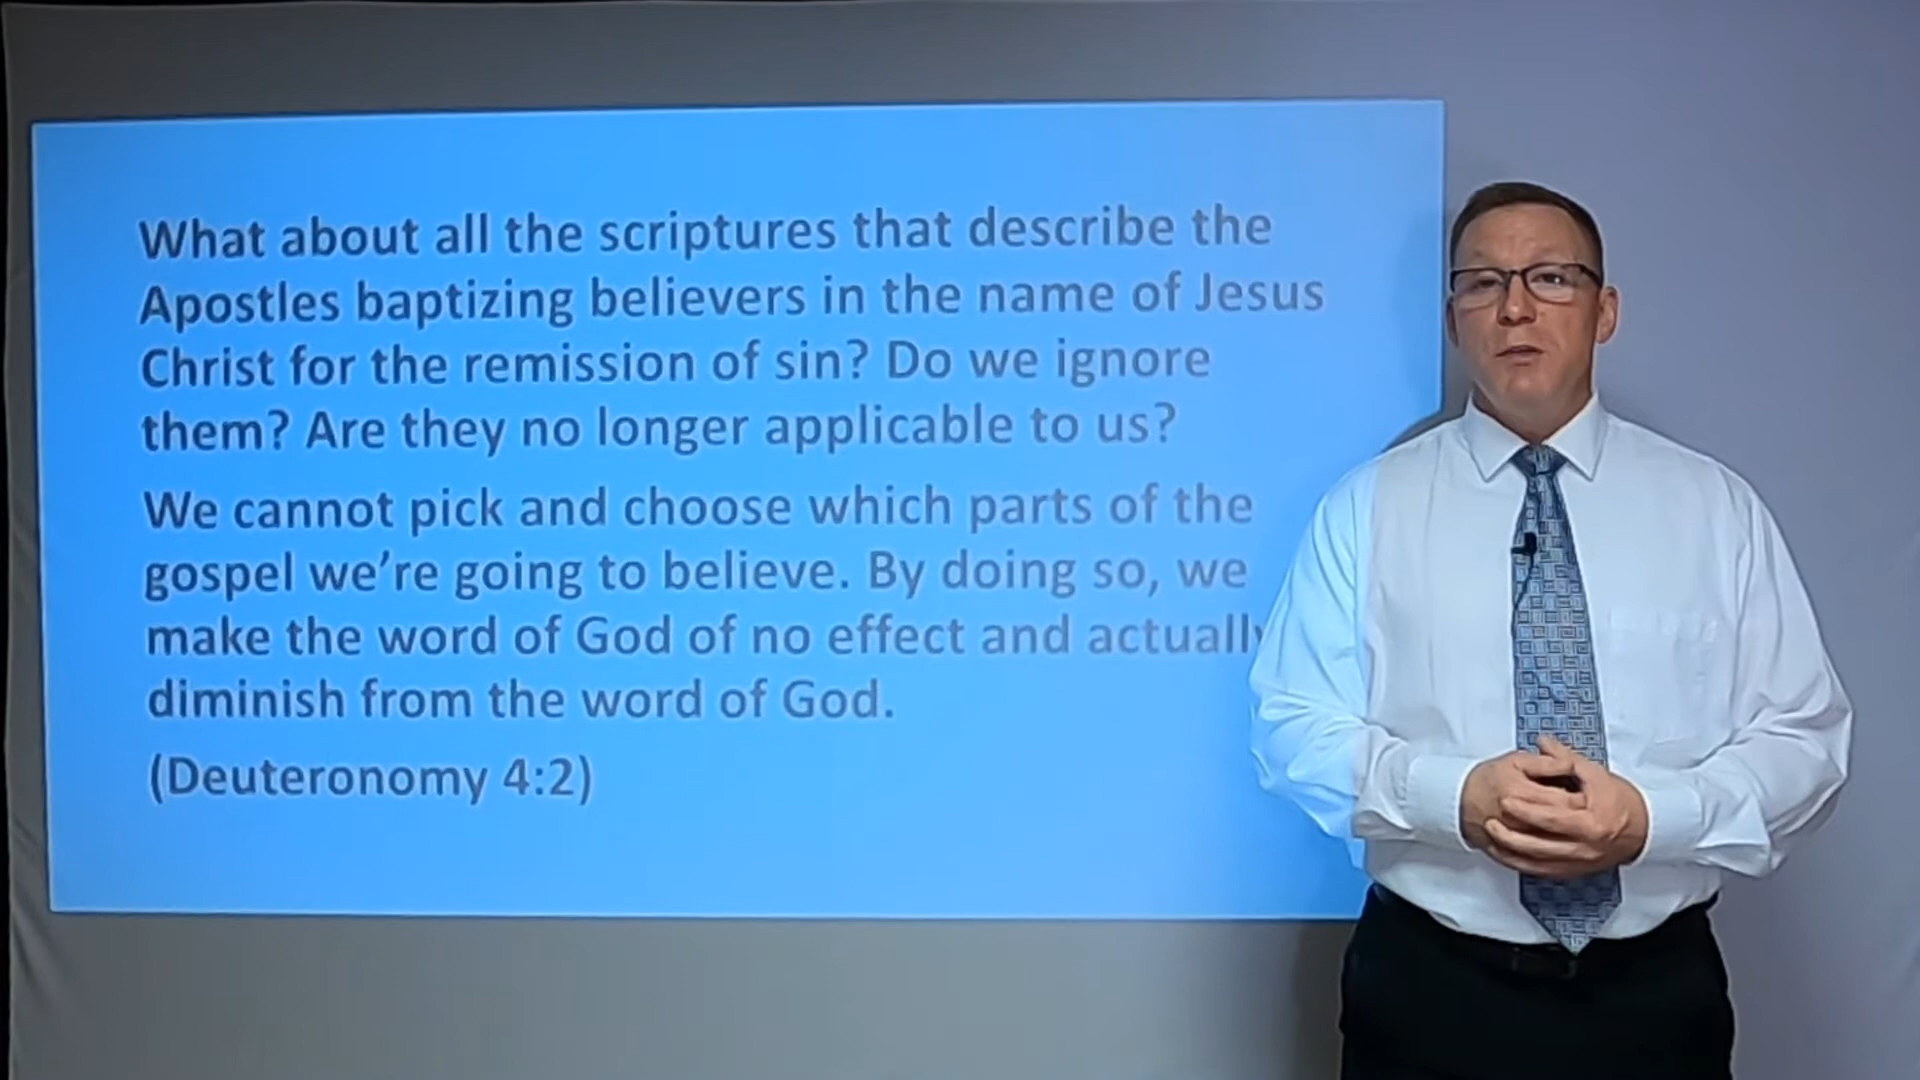 What about all the scriptures that describe the
Apostles baptizing believers in the name of Jesus
Christ for the remission of sin? Do we ignore
them? Are they no longer applicable to us?
We cannot pick and choose which parts of the
gospel we're going to believe. By doing so, we
make the word of God of no effect and actually
diminish from the word of God.
(Deuteronomy 4:2)